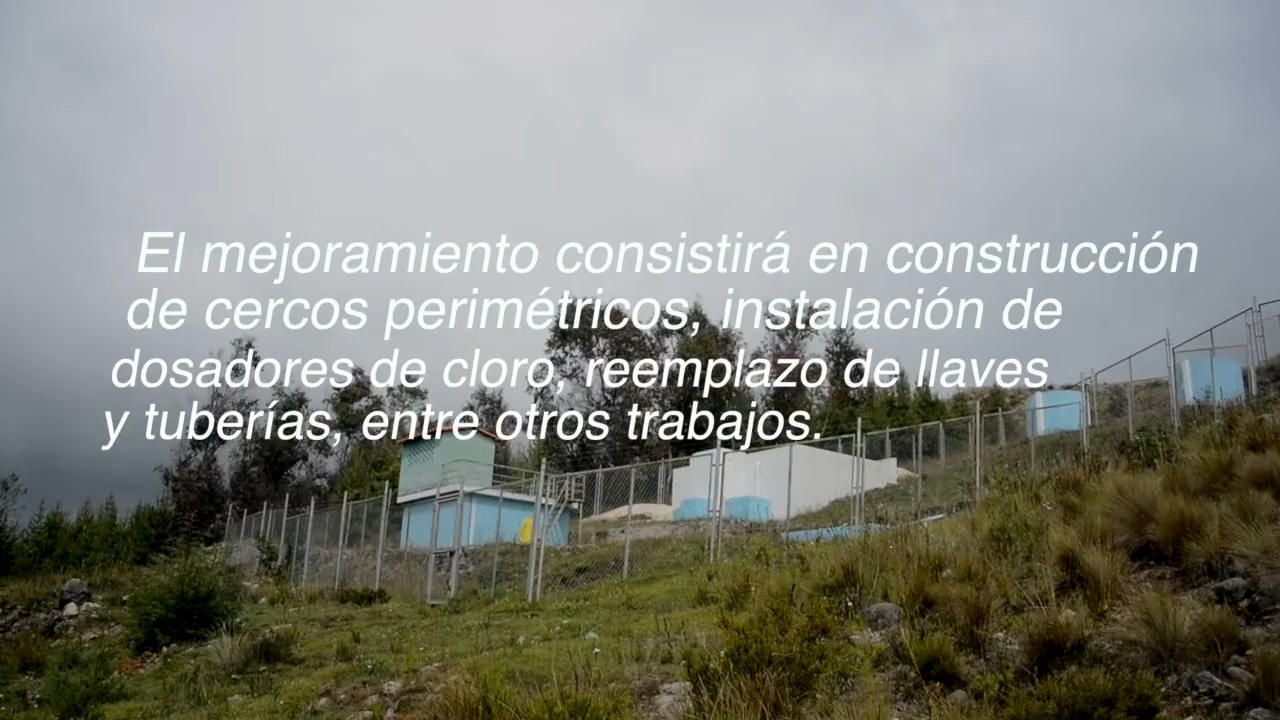 El mejoramiento consistirá en construcción
de cercos perimétricos, instalación de
dosadores de cloro, reemplazo de llaves
y tuberías, entre otros trabajos.